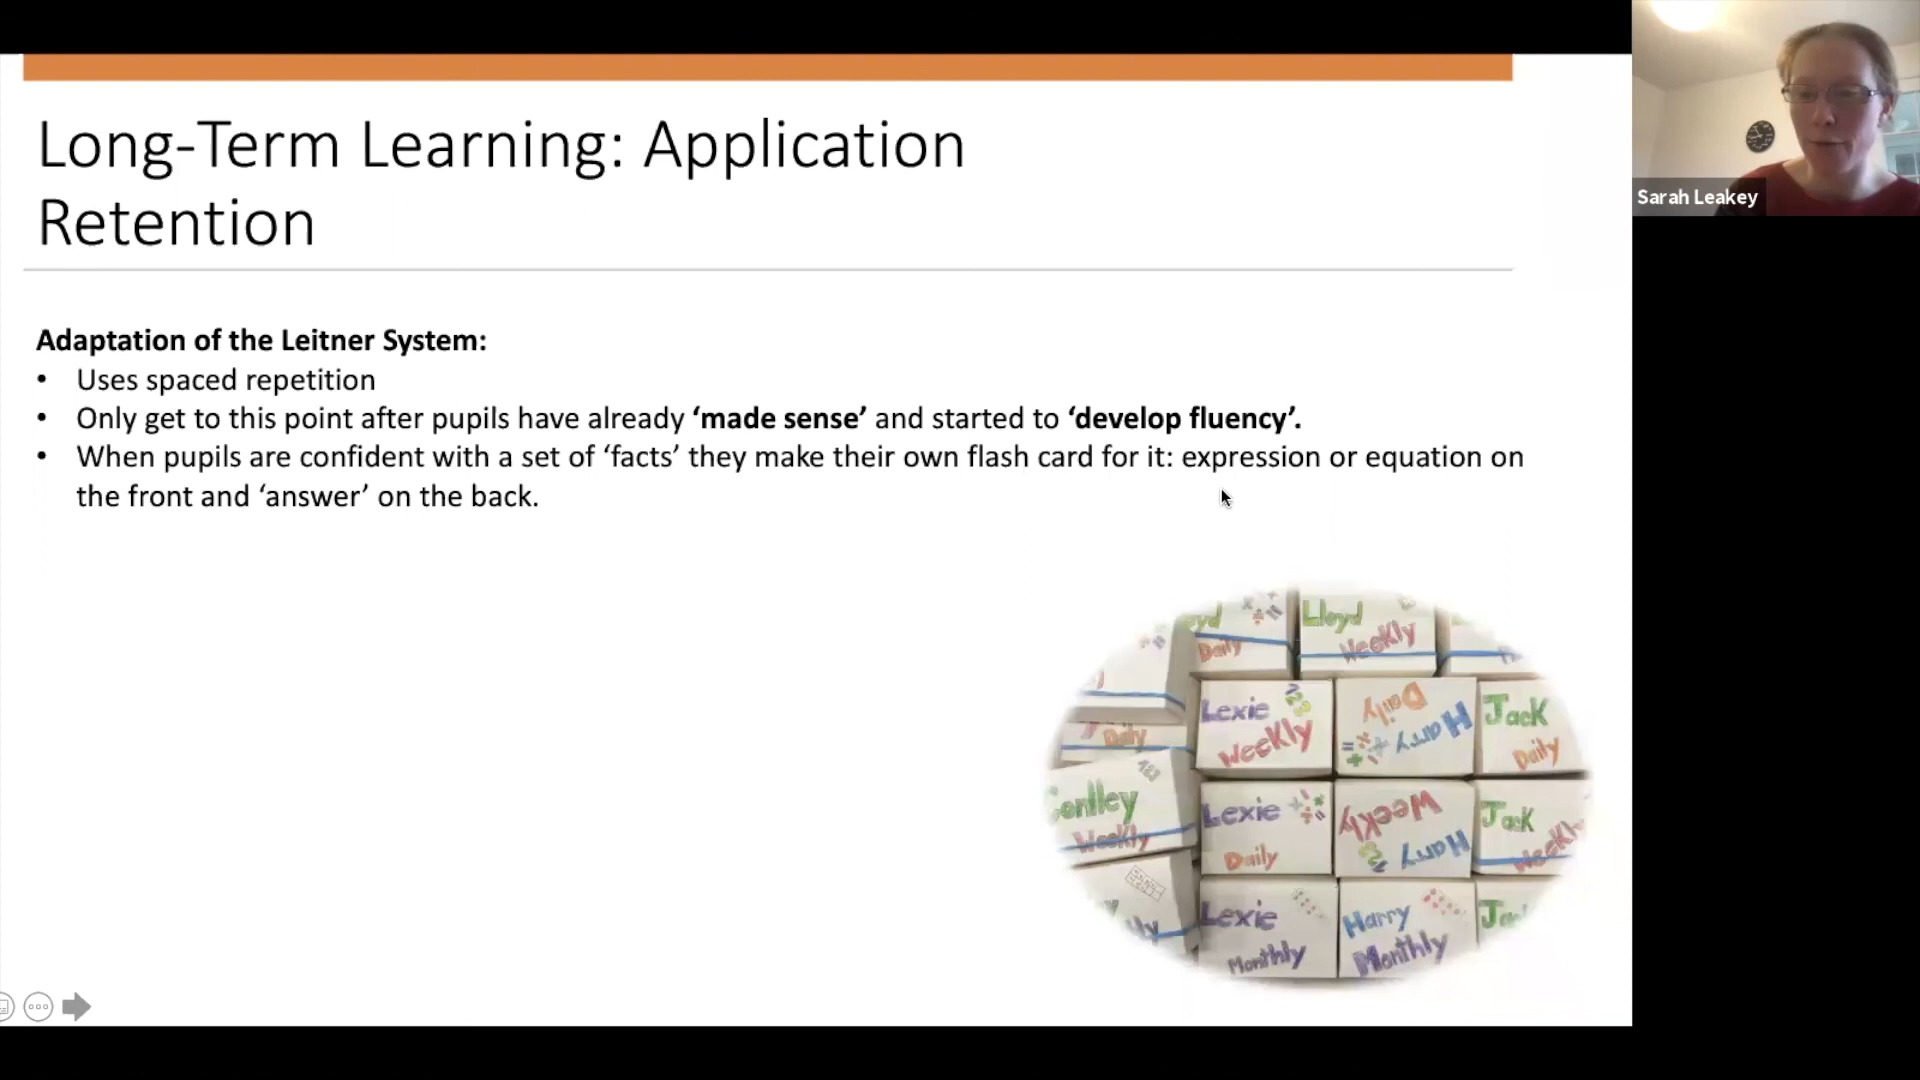 Long-Term Learning: Application
Retention
Sarah Leakey
Adaptation of the Leitner System:
• Uses spaced repetition
• Only get to this point after pupils have already ‘made sense’ and started to ‘develop fluency’.
• When pupils are confident with a set of ‘facts’ they make their own flash card for it: expression or equation on
the front and ‘answer’ on the back.
Daily
Lloyd
Weekly
Lexie
Weekly
Daily
Harry
Jack
Daily
Daily
Weekly
Lexie
Daily
Weekly
Harry
Jack
Weekly
Lexie
Monthly
Harry
Monthly